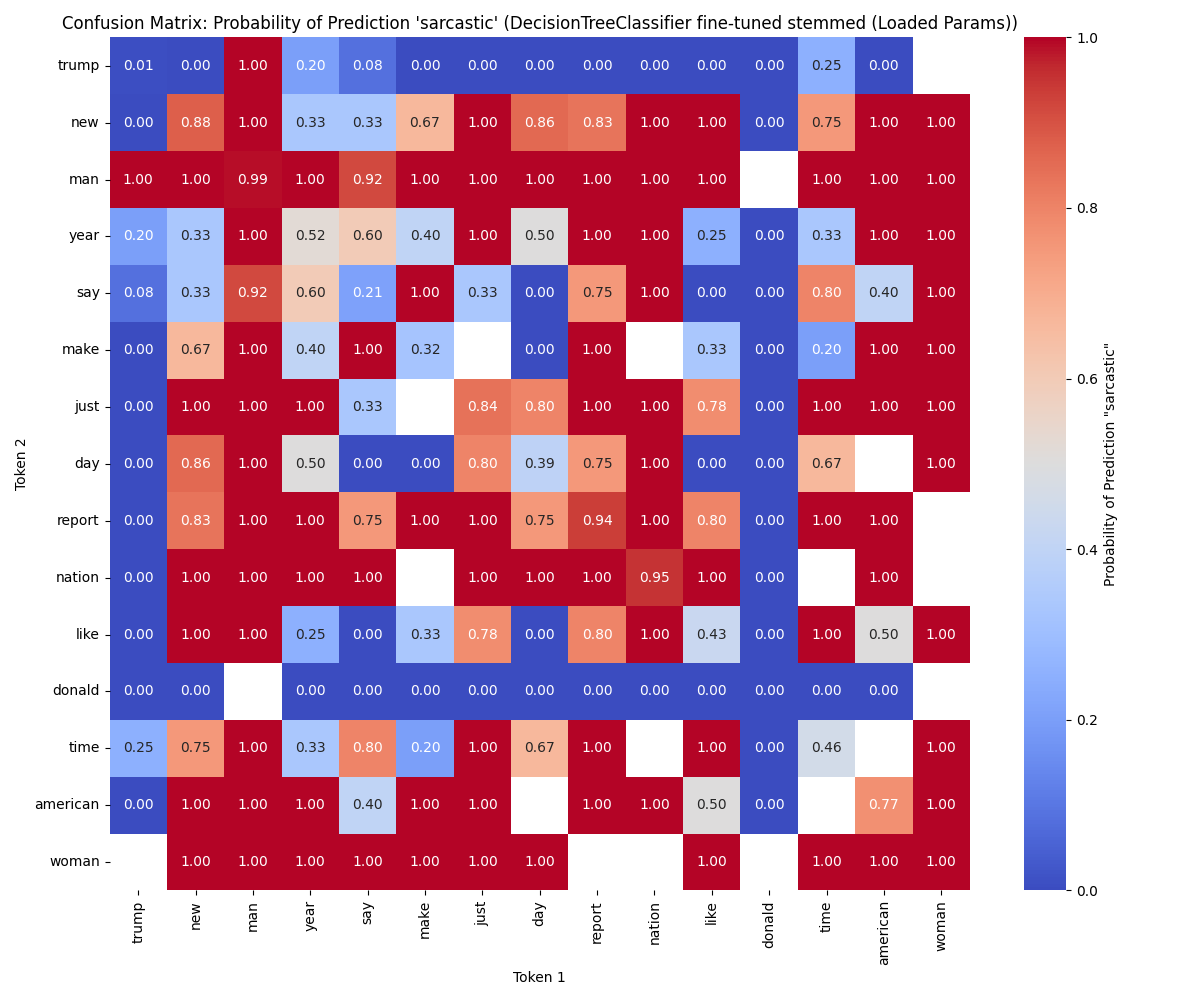 Confusion Matrix: Probability of Prediction 'sarcastic' (DecisionTreeClassifier fine-tuned stemmed (Loaded Params))
trump 0.01 0.00 1.00 0.20 0.08 0.00 0.00 0.00 0.00 0.00 0.00 0.00 0.25 0.00
new 0.00 0.88 1.00 0.33 0.33 0.67 1.00 0.86 0.83 1.00 1.00 0.00 0.75 1.00 1.00
man 1.00 1.00 0.99 1.00 0.92 1.00 1.00 1.00 1.00 1.00 1.00 1.00 1.00 1.00
year 0.20 0.33 1.00 0.52 0.60 0.40 1.00 0.50 1.00 1.00 0.25 0.00 0.33 1.00 1.00
say 0.08 0.33 0.92 0.60 0.21 1.00 0.33 0.00 0.75 1.00 0.00 0.00 0.80 0.40 1.00
make 0.00 0.67 1.00 0.40 1.00 0.32 0.00 1.00 0.33 0.00 0.20 1.00 1.00
just 0.00 1.00 1.00 1.00 0.33 0.84 0.80 1.00 1.00 0.78 0.00 1.00 1.00 1.00
day 0.00 0.86 1.00 0.50 0.00 0.00 0.80 0.39 0.75 1.00 0.00 0.00 0.67 1.00
report 0.00 0.83 1.00 1.00 0.75 1.00 1.00 0.75 0.94 1.00 0.80 0.00 1.00 1.00
nation 0.00 1.00 1.00 1.00 1.00 1.00 1.00 1.00 0.95 1.00 0.00 1.00
like 0.00 1.00 1.00 0.25 0.00 0.33 0.78 0.00 0.80 1.00 0.43 0.00 1.00 0.50 1.00
donald 0.00 0.00 0.00 0.00 0.00 0.00 0.00 0.00 0.00 0.00 0.00 0.00 0.00
time 0.25 0.75 1.00 0.33 0.80 0.20 1.00 0.67 1.00 1.00 0.00 0.46 1.00
american 0.00 1.00 1.00 1.00 0.40 1.00 1.00 1.00 1.00 0.50 0.00 0.77 1.00
woman 1.00 1.00 1.00 1.00 1.00 1.00 1.00 1.00 1.00 1.00 1.00
trump new man year say make just day report nation like donald time american woman
Token 1
Token 2
1.0
0.8
0.6
0.4
0.2
0.0
Probability of Prediction "sarcastic"